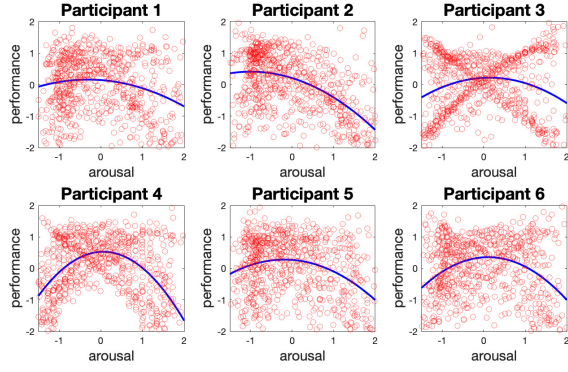 Participant 1 Participant 2 Participant 3
performance performance performance
2 2 2
1 1 1
0 0 0
-1 -1 -1
-2 -2 -2
-1 0 1 2 -1 0 1 2 -1 0 1 2
arousal arousal arousal
Participant 4 Participant 5 Participant 6
performance performance performance
2 2 2
1 1 1
0 0 0
-1 -1 -1
-2 -2 -2
-1 0 1 2 -1 0 1 2 -1 0 1 2
arousal arousal arousal